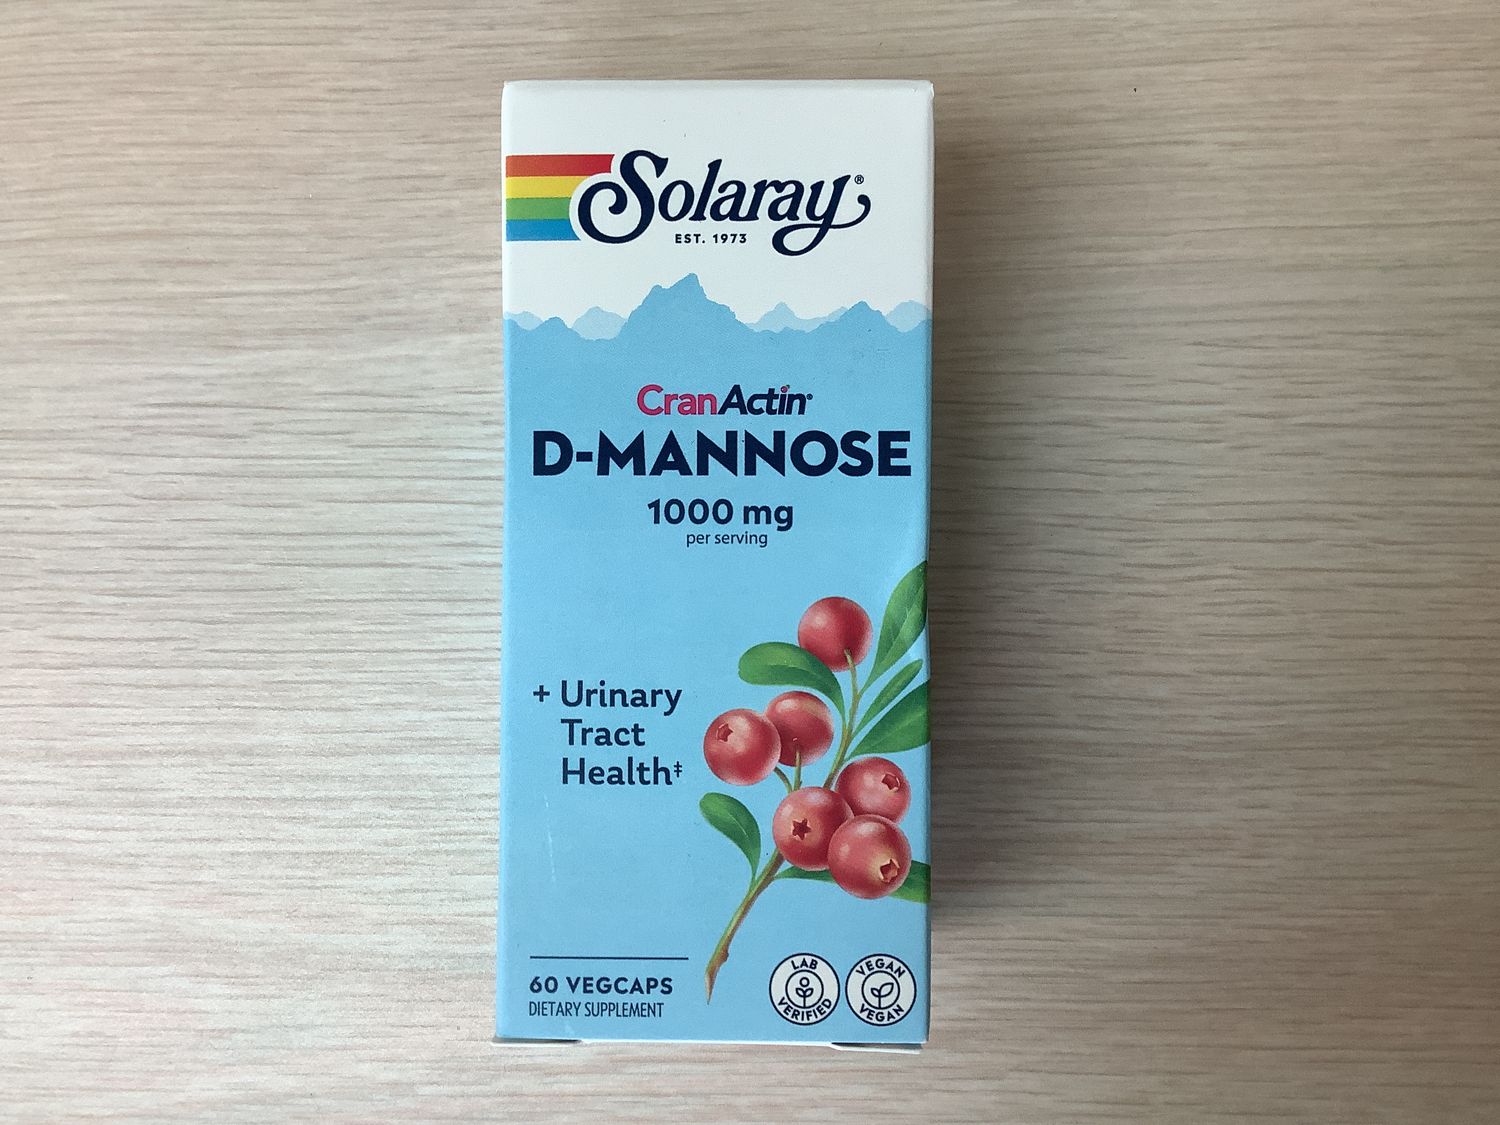 Solaray®
EST. 1973
CranActin®
D-MANNOSE
1000 mg
per serving
+ Urinary
Tract
Health‡
60 VEGCAPS
DIETARY SUPPLEMENT
LAB
VERIFIED
VEGAN
VEGAN